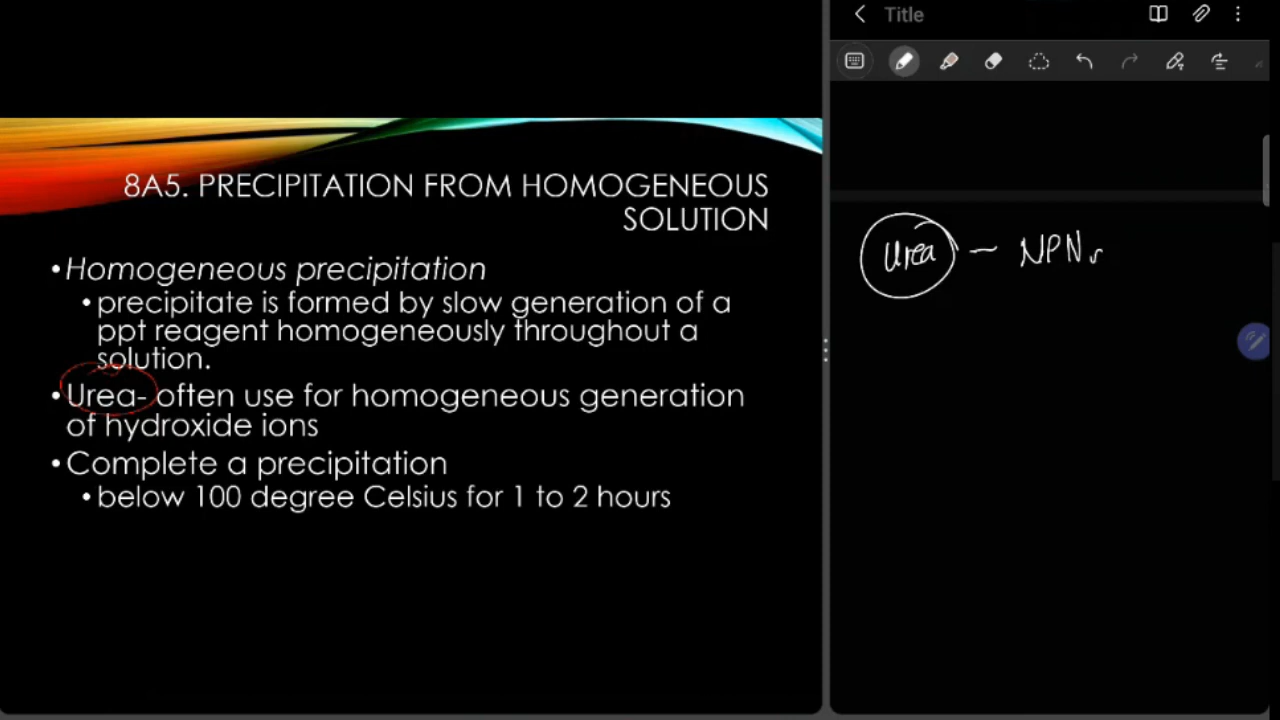 Title
8A5. PRECIPITATION FROM HOMOGENEOUS
SOLUTION
•Homogeneous precipitation
•precipitate is formed by slow generation of a
ppt reagent homogeneously throughout a
solution.
•Urea- often use for homogeneous generation
of hydroxide ions
•Complete a precipitation
•below 100 degree Celsius for 1 to 2 hours
Urea — NPNs